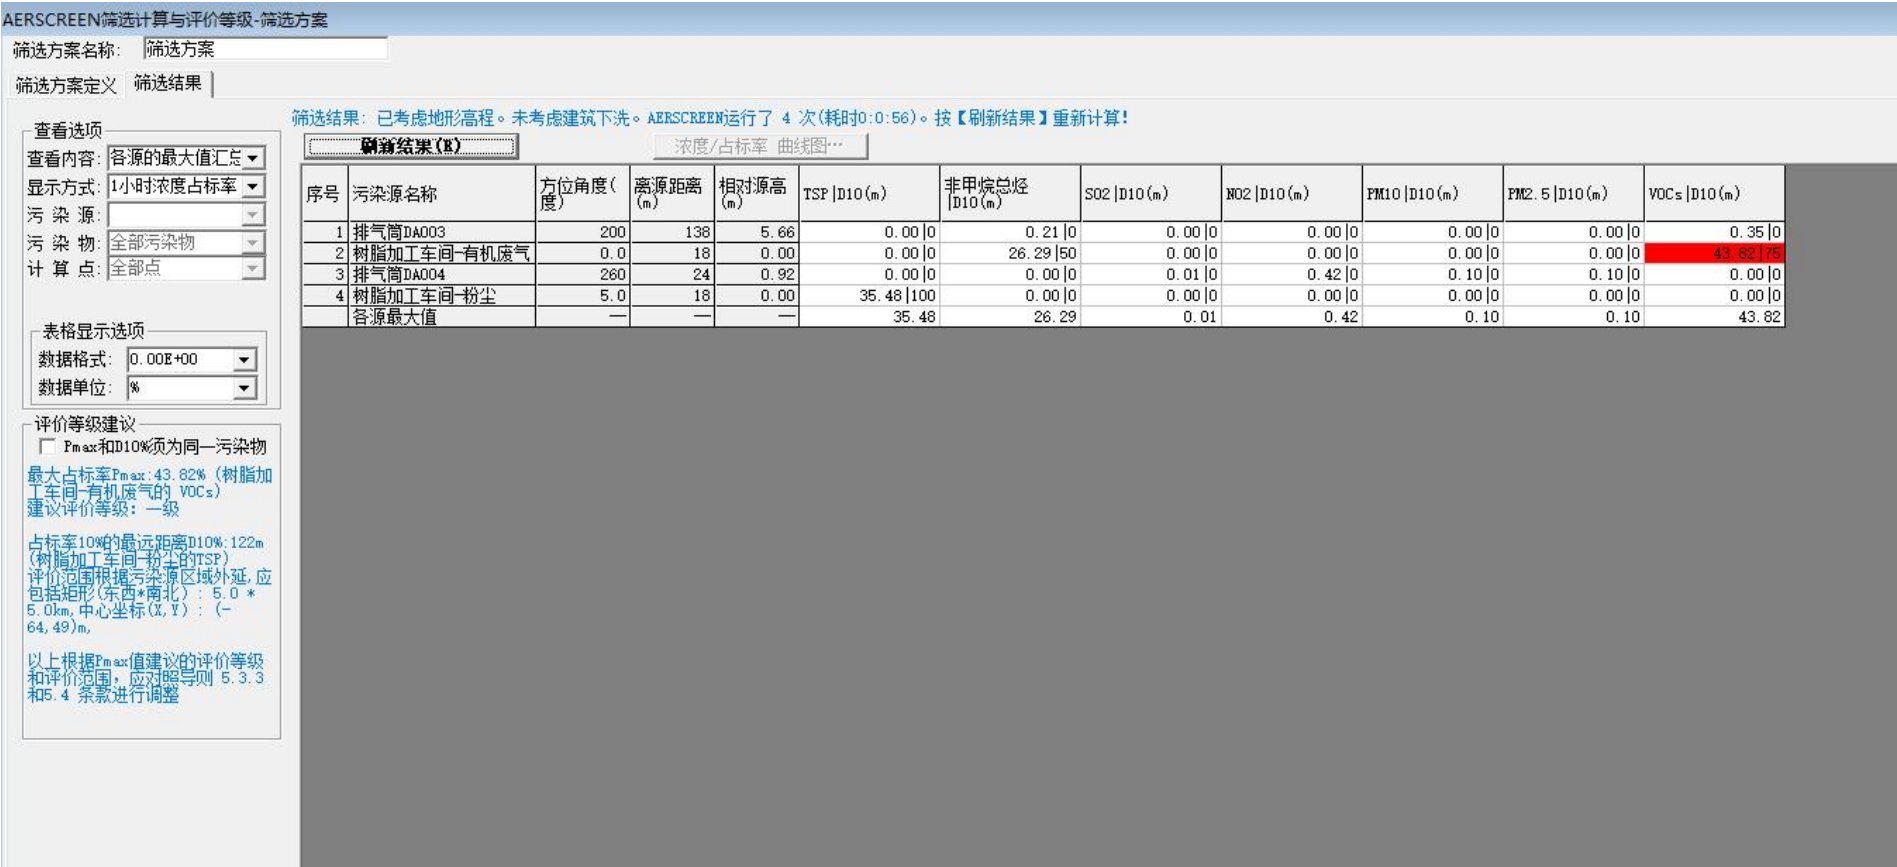 AERSCREEN筛选计算与评价等级-筛选方案
筛选方案名称: 筛选方案
筛选方案定义 筛选结果
筛选结果: 已考虑地形高程。未考虑建筑下洗。AERSCREEN运行了 4 次(耗时0:0:56)。按【刷新结果】重新计算!
刷新结果(R) 浓度/占标率 曲线图…
查看选项
查看内容: 各源的最大值汇总
显示方式: 1小时浓度占标率
污 染 源:
污 染 物: 全部污染物
计 算 点: 全部点
表格显示选项
数据格式: 0.00E+00
数据单位: %
评价等级建议
Pmax和D10%须为同一污染物
最大占标率Pmax:43.82% (树脂加
工车间-有机废气的 VOCs)
建议评价等级: 一级
占标率10%的最远距离D10%:122m
(树脂加工车间-粉尘的TSP)
评价范围根据污染源区域外延,应
包括矩形(东西*南北) : 5.0 *
5.0km,中心坐标(X,Y) : (-
64,49)m,
以上根据Pmax值建议的评价等级
和评价范围, 应对照导则 5.3.3
和5.4 条款进行调整
序号 污染源名称 方位角度(度) 离源距离(m) 相对源高(m) TSP|D10(m) 非甲烷总烃|D10(m) SO2|D10(m) NO2|D10(m) PM10|D10(m) PM2.5|D10(m) VOCs|D10(m)
1 排气筒DA003 200 138 5.66 0.00|0 0.21|0 0.00|0 0.00|0 0.00|0 0.00|0 0.35|0
2 树脂加工车间-有机废气 0.0 18 0.00 0.00|0 26.29|50 0.00|0 0.00|0 0.00|0 0.00|0 43.82|75
3 排气筒DA004 260 24 0.92 0.00|0 0.00|0 0.01|0 0.42|0 0.10|0 0.10|0 0.00|0
4 树脂加工车间-粉尘 5.0 18 0.00 35.48|100 0.00|0 0.00|0 0.00|0 0.00|0 0.00|0 0.00|0
各源最大值 — — — 35.48 26.29 0.01 0.42 0.10 0.10 43.82